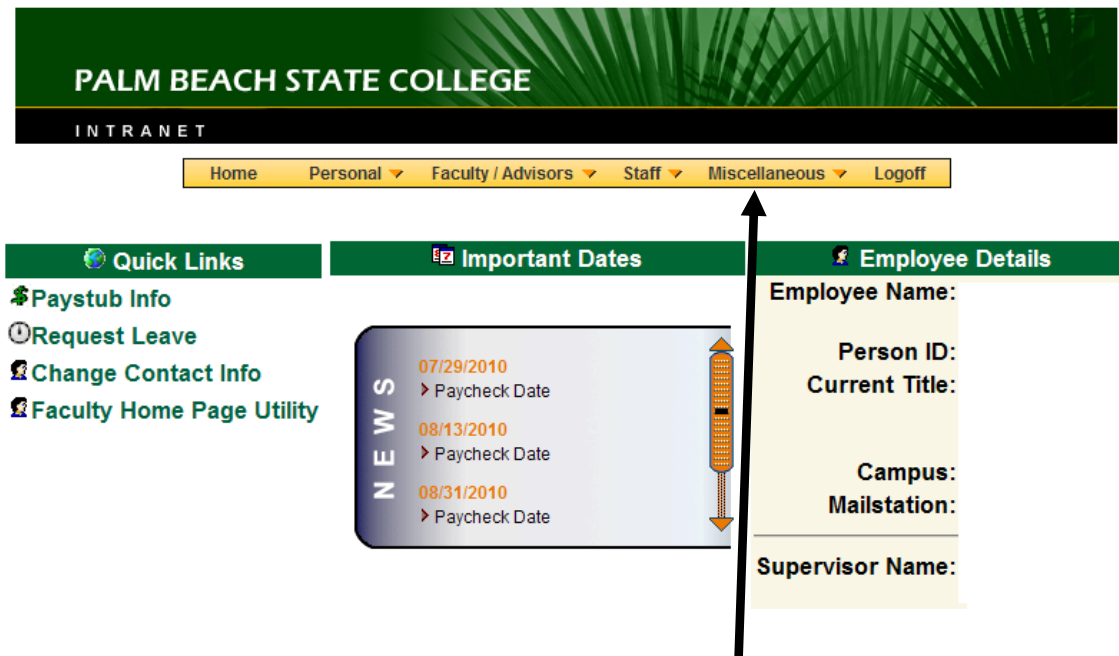 PALM BEACH STATE COLLEGE
INTRANET
Home Personal Faculty / Advisors Staff Miscellaneous Logoff
Quick Links
Paystub Info
Request Leave
Change Contact Info
Faculty Home Page Utility
Important Dates
NEWS
07/29/2010
Paycheck Date
08/13/2010
Paycheck Date
08/31/2010
Paycheck Date
Employee Details
Employee Name:
Person ID:
Current Title:
Campus:
Mailstation:
Supervisor Name: